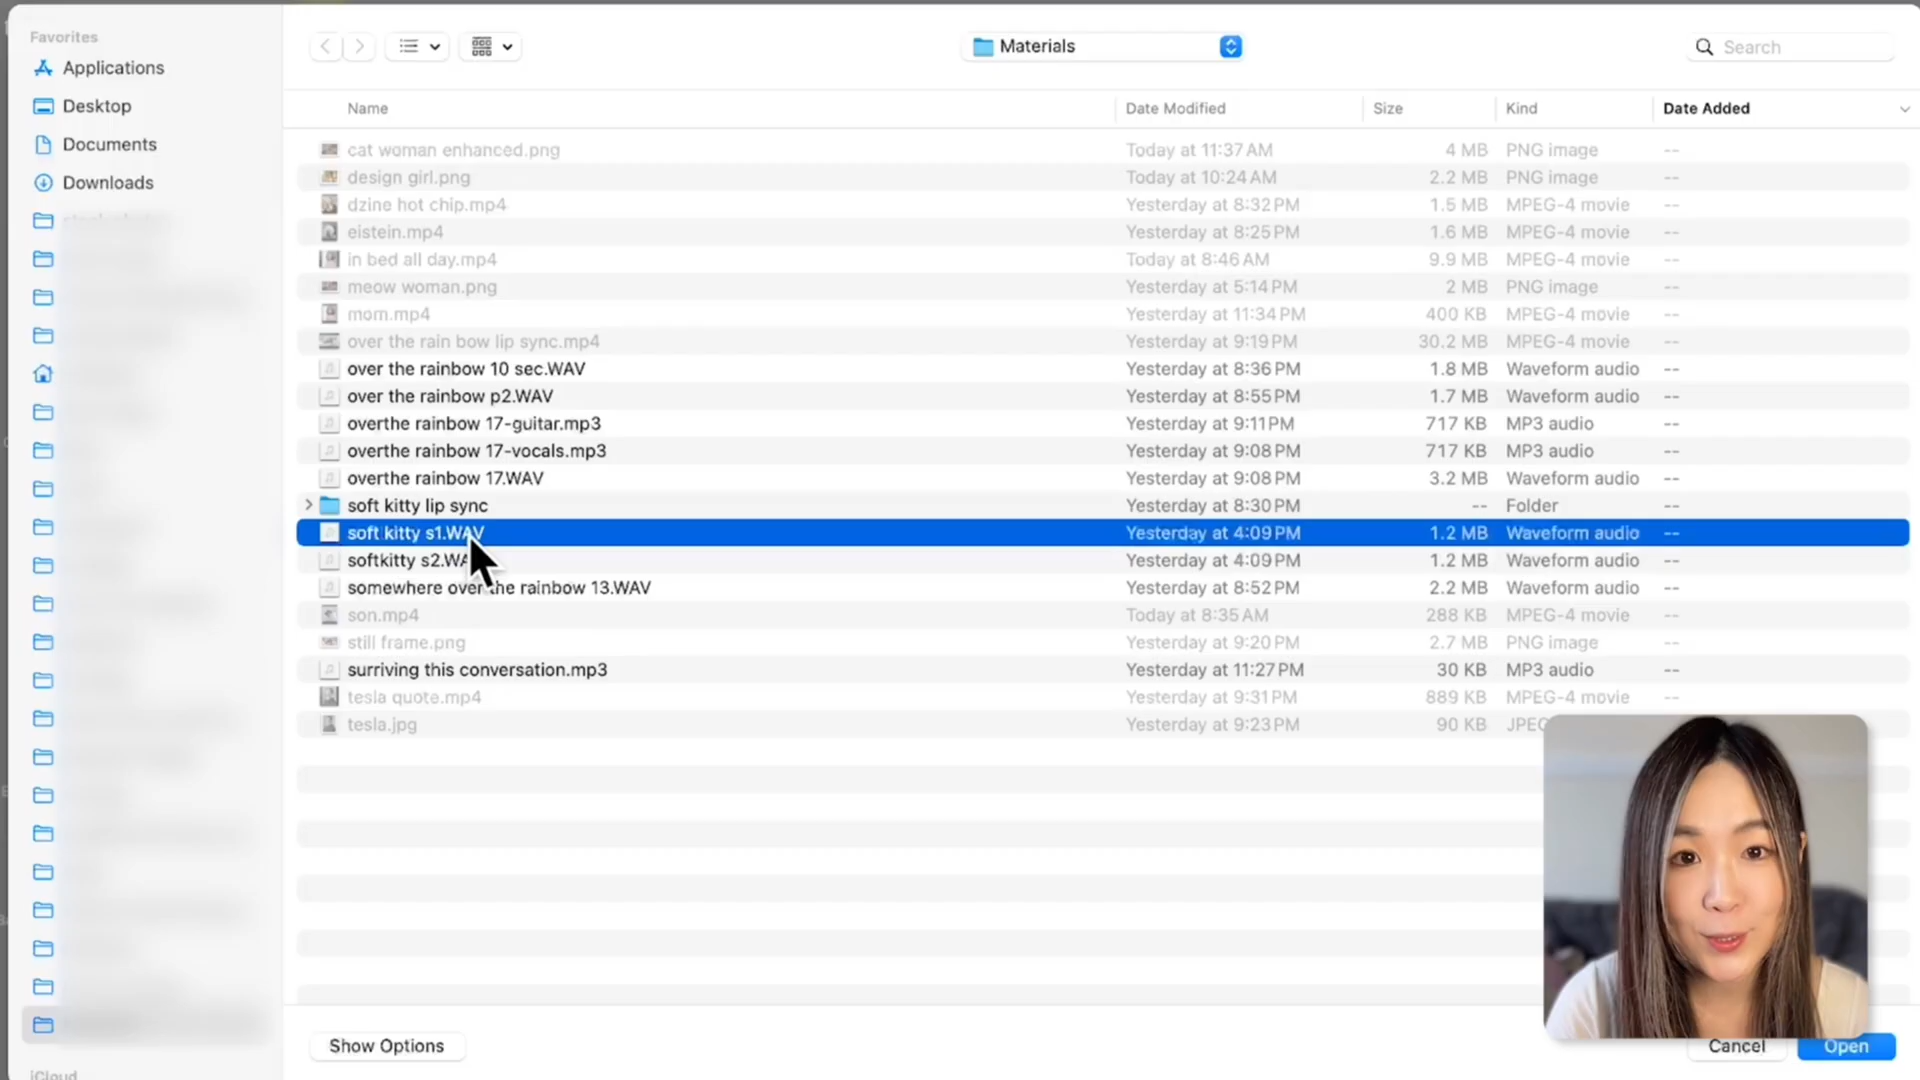 Favorites
Applications
Desktop
Documents
Downloads
iCloud
Materials
Search
Name Date Modified Size Kind Date Added
cat woman enhanced.png Today at 11:37 AM 4 MB PNG image --
design girl.png Today at 10:24 AM 2.2 MB PNG image --
dzine hot chip.mp4 Yesterday at 8:32 PM 1.5 MB MPEG-4 movie --
eistein.mp4 Yesterday at 8:25 PM 1.6 MB MPEG-4 movie --
in bed all day.mp4 Today at 8:46 AM 9.9 MB MPEG-4 movie --
meow woman.png Yesterday at 5:14 PM 2 MB PNG image --
mom.mp4 Yesterday at 11:34 PM 400 KB MPEG-4 movie --
over the rain bow lip sync.mp4 Yesterday at 9:19 PM 30.2 MB MPEG-4 movie --
over the rainbow 10 sec.WAV Yesterday at 8:36 PM 1.8 MB Waveform audio --
over the rainbow p2.WAV Yesterday at 8:55 PM 1.7 MB Waveform audio --
overthe rainbow 17-guitar.mp3 Yesterday at 9:11 PM 717 KB MP3 audio --
overthe rainbow 17-vocals.mp3 Yesterday at 9:08 PM 717 KB MP3 audio --
overthe rainbow 17.WAV Yesterday at 9:08 PM 3.2 MB Waveform audio --
soft kitty lip sync Yesterday at 8:30 PM -- Folder --
soft kitty s1.WAV Yesterday at 4:09 PM 1.2 MB Waveform audio --
softkitty s2.WA Yesterday at 4:09 PM 1.2 MB Waveform audio --
somewhere over the rainbow 13.WAV Yesterday at 8:52 PM 2.2 MB Waveform audio --
son.mp4 Today at 8:35 AM 288 KB MPEG-4 movie --
still frame.png Yesterday at 9:20 PM 2.7 MB PNG image --
surriving this conversation.mp3 Yesterday at 11:27 PM 30 KB MP3 audio --
tesla quote.mp4 Yesterday at 9:31 PM 889 KB MPEG-4 movie --
tesla.jpg Yesterday at 9:23 PM 90 KB JPEG
Show Options
Cancel
Open